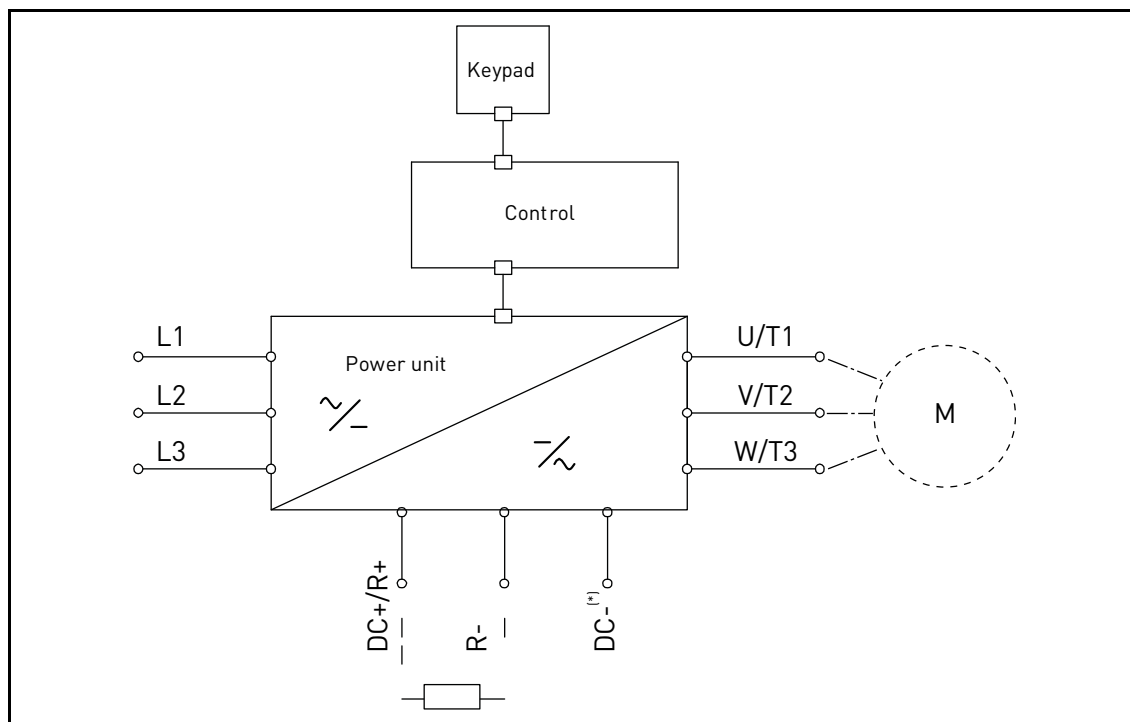 Keypad
Control
L1
L2
L3
Power unit
U/T1
V/T2
W/T3
M
DC+/R+
R-
DC-(*)